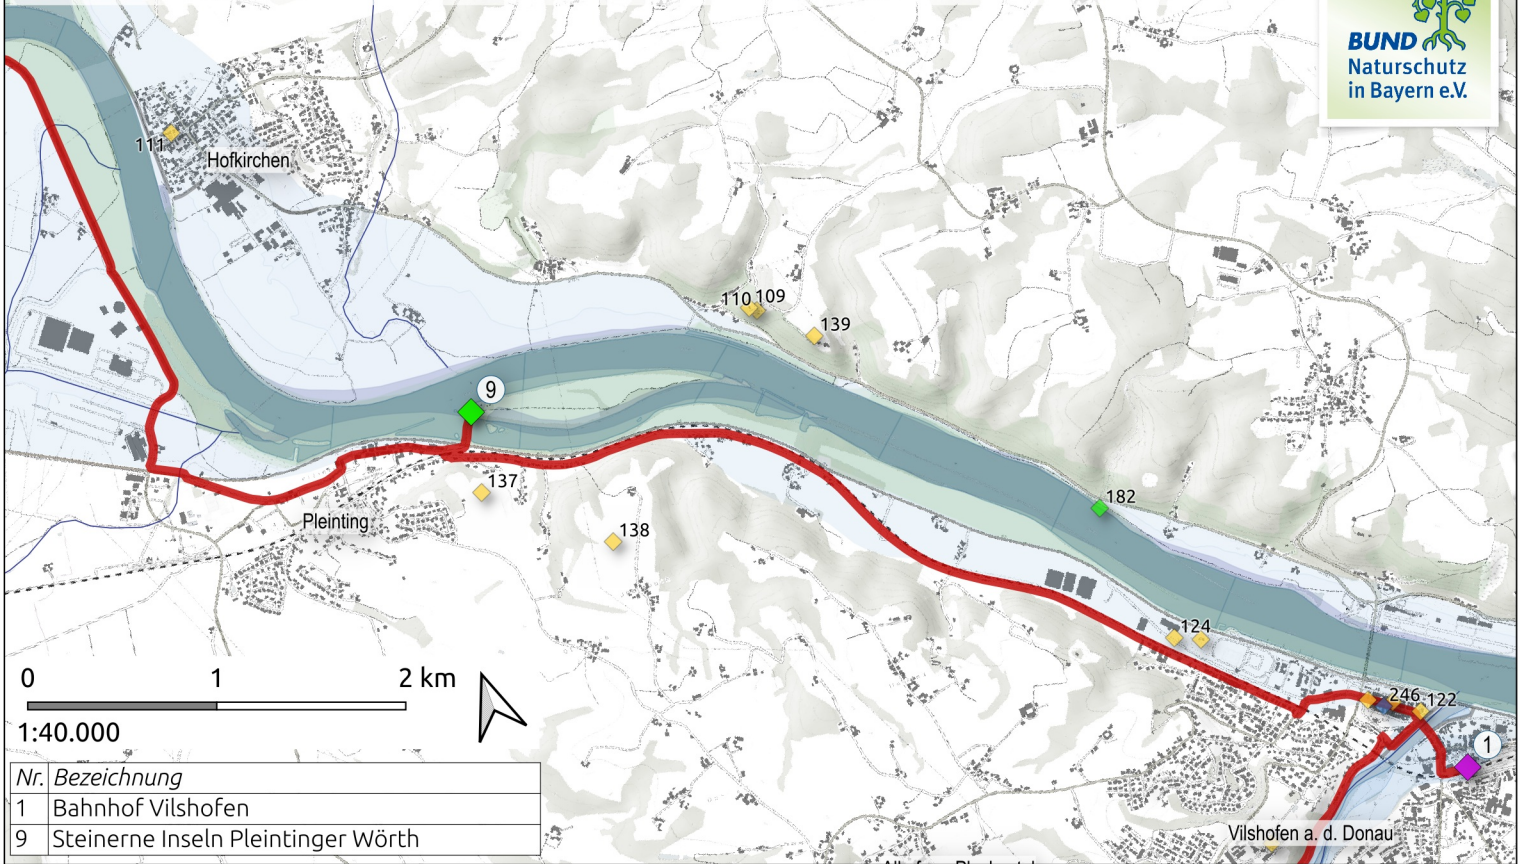 BUND
Naturschutz
in Bayern e.V.
111
Hofkirchen
110 109
139
9
182
137
138
Pleinting
124
0 1 2 km
1:40.000
246 122
1
Nr. Bezeichnung
1 Bahnhof Vilshofen
9 Steinerne Inseln Pleintinger Wörth
Vilshofen a. d. Donau